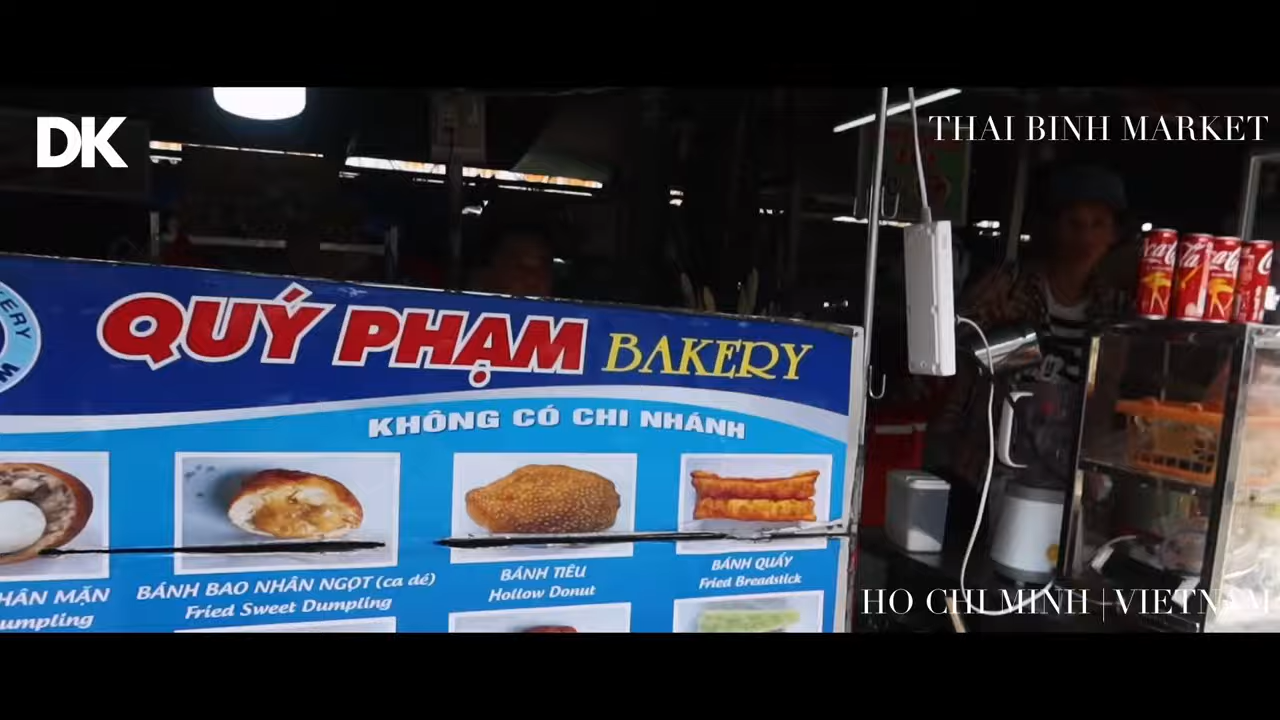 DK
THAI BINH MARKET
QUÝ PHẠM BAKERY
KHÔNG CÓ CHI NHÁNH
HÂN MẶN
umpling
BÁNH BAO NHÂN NGỌT (ca dé)
Fried Sweet Dumpling
BÁNH TIÊU
Hollow Donut
BÁNH QUẨY
Fried Breadstick
HO CHI MINH | VIETNAM